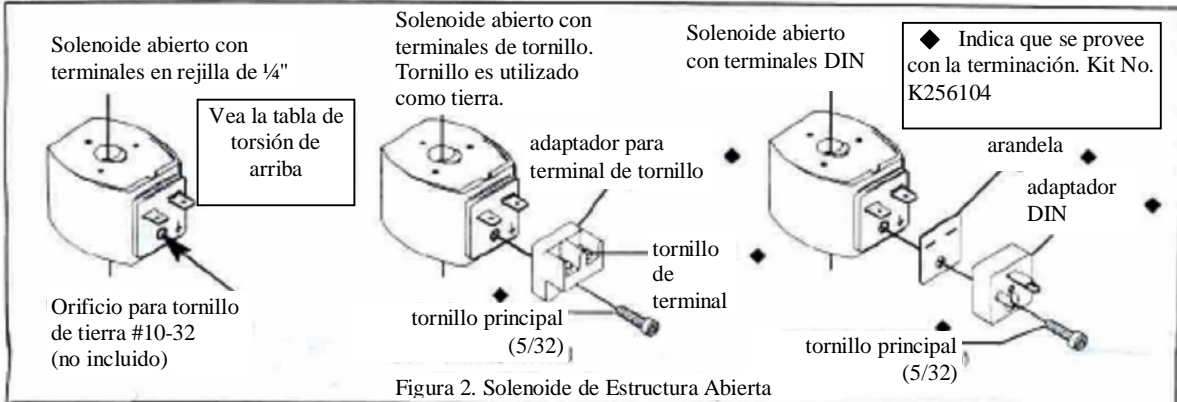 Solenoide abierto con
terminales en rejilla de ¼"
Vea la tabla de
torsión de
arriba
Orificio para tornillo
de tierra #10-32
(no incluido)
Solenoide abierto con
terminales de tornillo.
Tornillo es utilizado
como tierra.
adaptador para
terminal de tornillo
tornillo
de
terminal
tornillo principal
(5/32)
Solenoide abierto
con terminales DIN
◆ Indica que se provee
con la terminación. Kit No.
K256104
arandela
adaptador
DIN
tornillo principal
(5/32)
Figura 2. Solenoide de Estructura Abierta